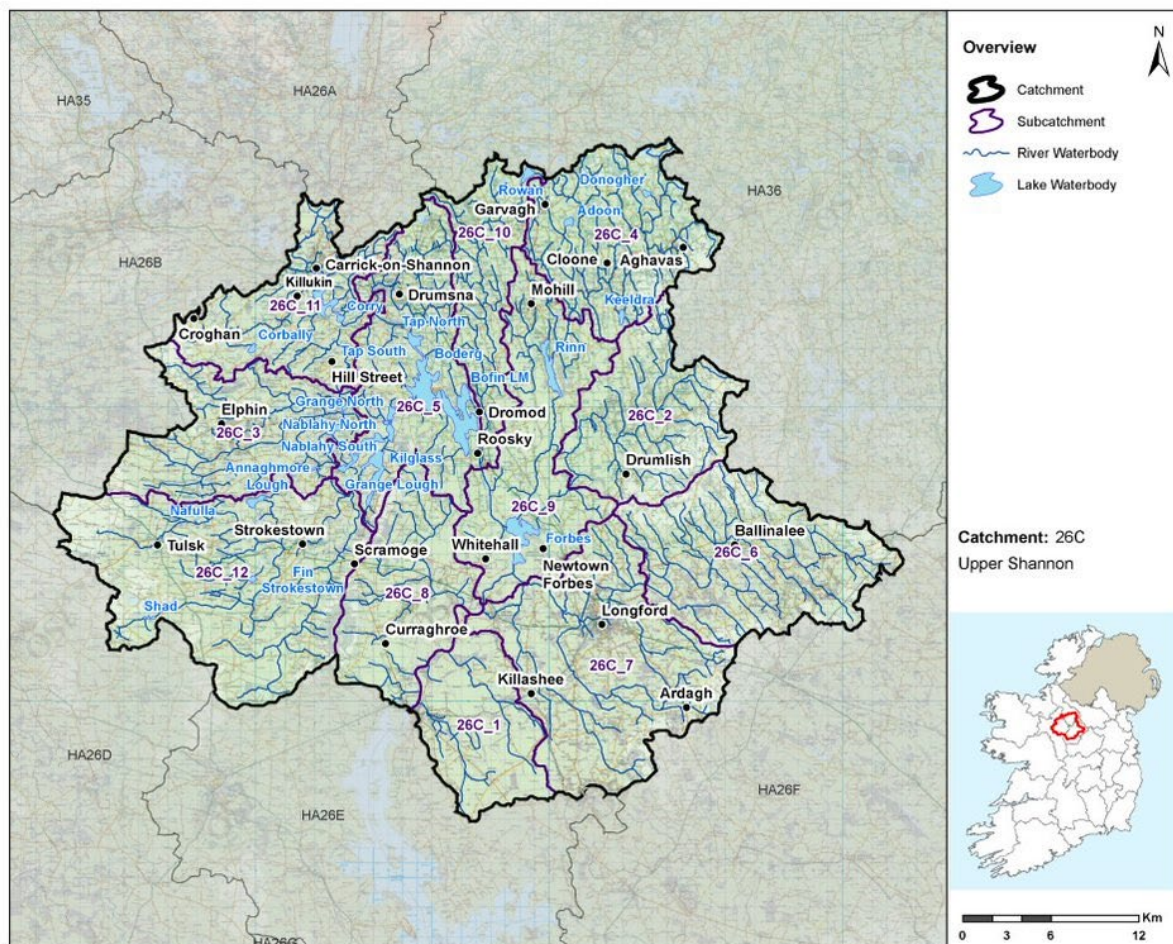 HA35
HA26A
HA36
HA26B
HA26D
HA26E
HA26F
HA26G
Rowan
Donogher
Garvagh
Adoon
26C_10
26C_4
Cloone
Aghavas
Carrick-on-Shannon
Killukin
26C_11
Corry
Drumsna
Mohill
Keeldra
Croghan
Corbally
Tap North
Tap South
Boderg
Rinn
Hill Street
Bofin LM
Grange North
26C_5
Dromod
26C_2
Elphin
26C_3
Nablahy North
Nablahy South
Roosky
Kilglass
Annaghmore
Lough
Grange Lough
Drumlish
Nafulla
26C_9
Strokestown
Tulsk
Scramoge
Whitehall
Forbes
Ballinalee
26C_6
26C_12
Fin
Strokestown
Newtown
Forbes
26C_8
Shad
Longford
Curraghroe
26C_7
Killashee
Ardagh
26C_1
Overview
N
Catchment
Subcatchment
River Waterbody
Lake Waterbody
Catchment: 26C
Upper Shannon
Km
0 3 6 12